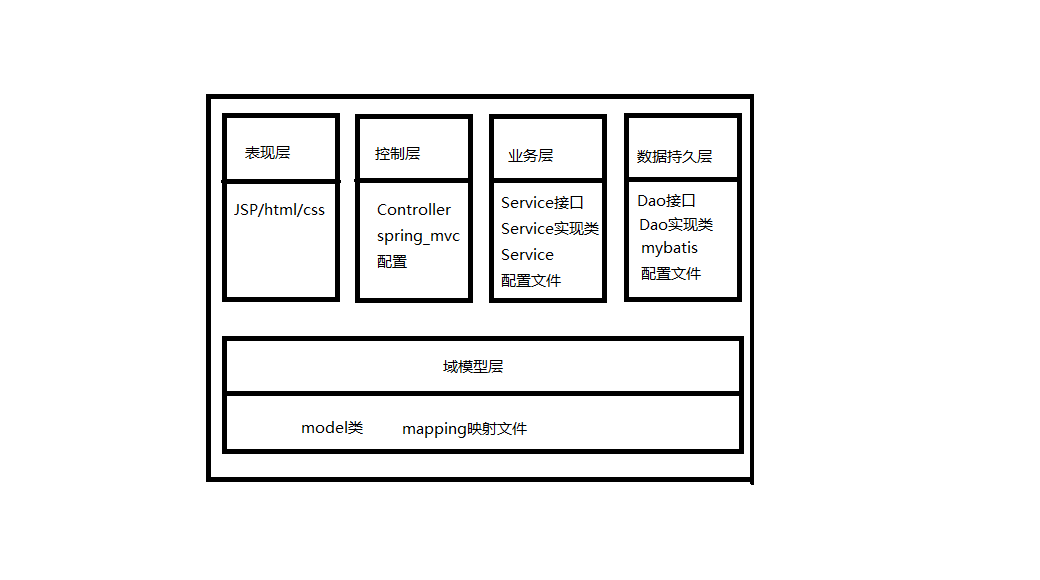 表现层
JSP/html/css
控制层
Controller
spring_mvc
配置
业务层
Service接口
Service实现类
Service
配置文件
数据持久层
Dao接口
Dao实现类
mybatis
配置文件
域模型层
model类 mapping映射文件